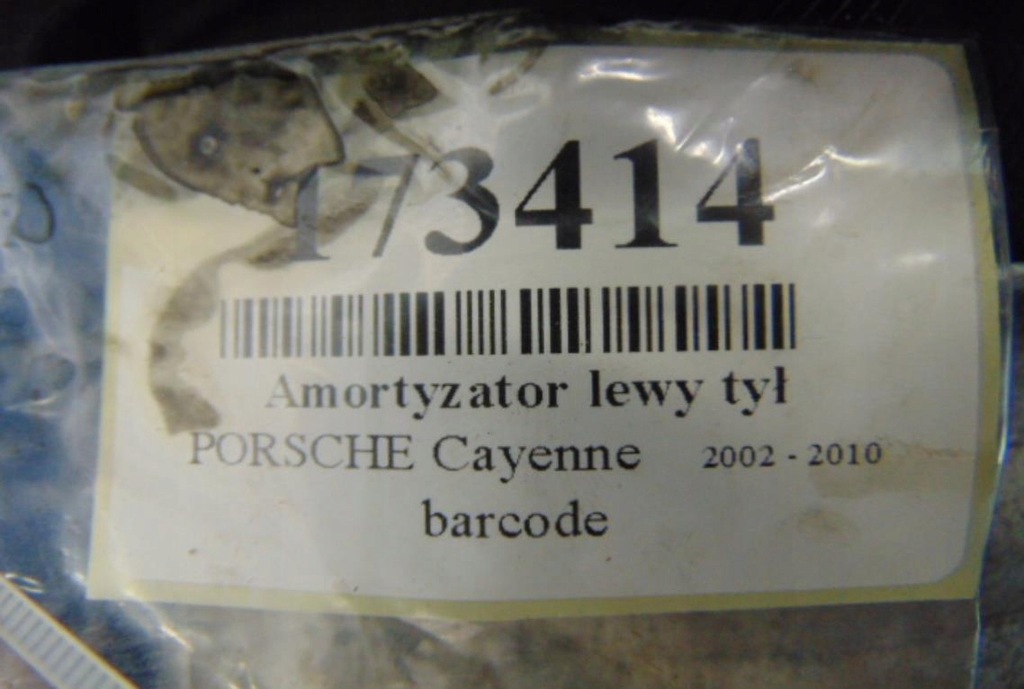 173414
Amortyzator lewy tył
PORSCHE Cayenne 2002 - 2010
barcode